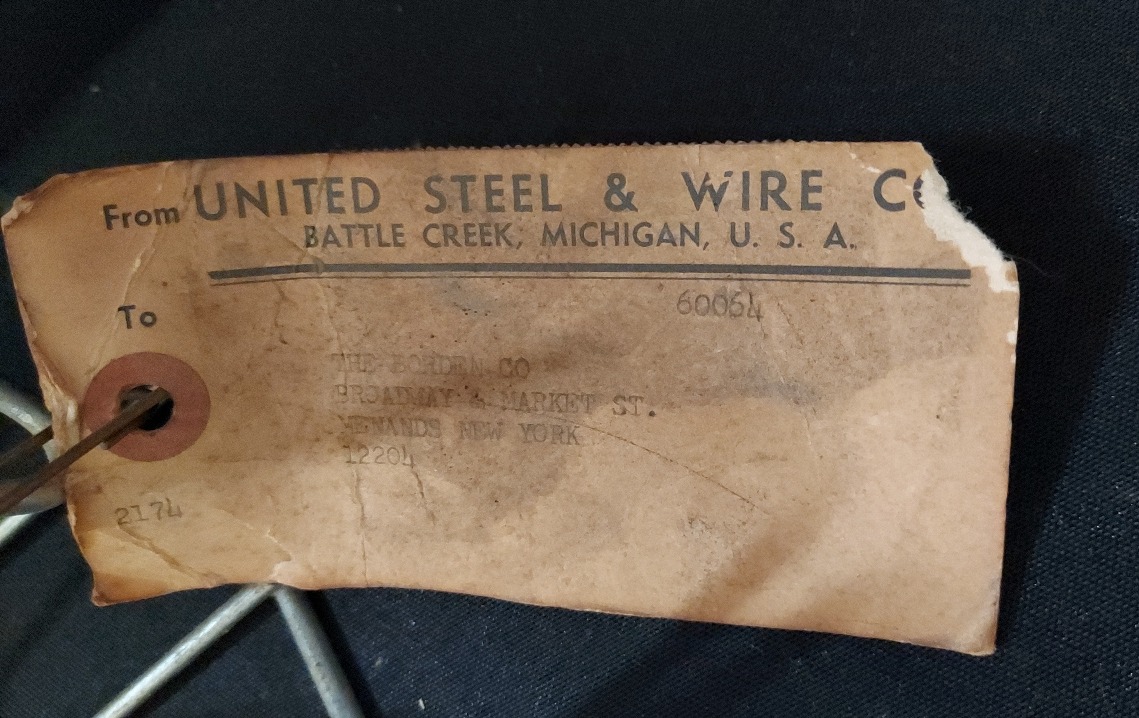 From UNITED STEEL & WIRE CO
BATTLE CREEK, MICHIGAN, U. S. A.
60064
To
THE BORDEN CO
BROADWAY & MARKET ST.
MENANDS NEW YORK
12204
2174